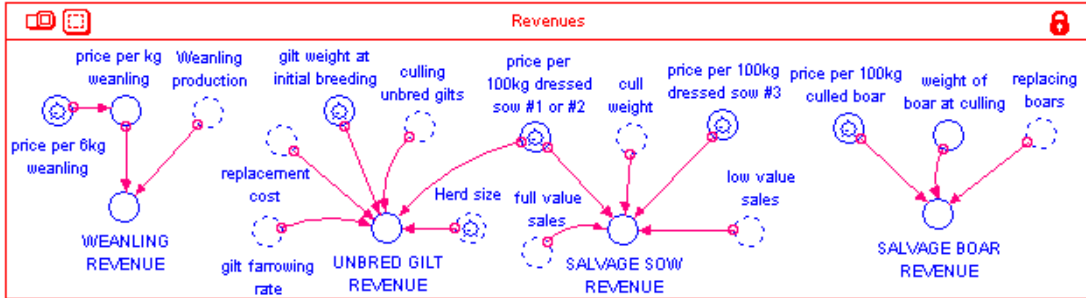 Revenues
price per kg
weanling
Weanling
production
gilt weight at
initial breeding
culling
unbred gilts
price per
100kg dressed
sow #1 or #2
cull
weight
price per 100kg
dressed sow #3
price per 100kg
culled boar
weight of
boar at culling
replacing
boars
price per 6kg
weanling
replacement
cost
Herd size
full value
sales
low value
sales
WEANLING
REVENUE
gilt farrowing
rate
UNBRED GILT
REVENUE
SALVAGE SOW
REVENUE
SALVAGE BOAR
REVENUE